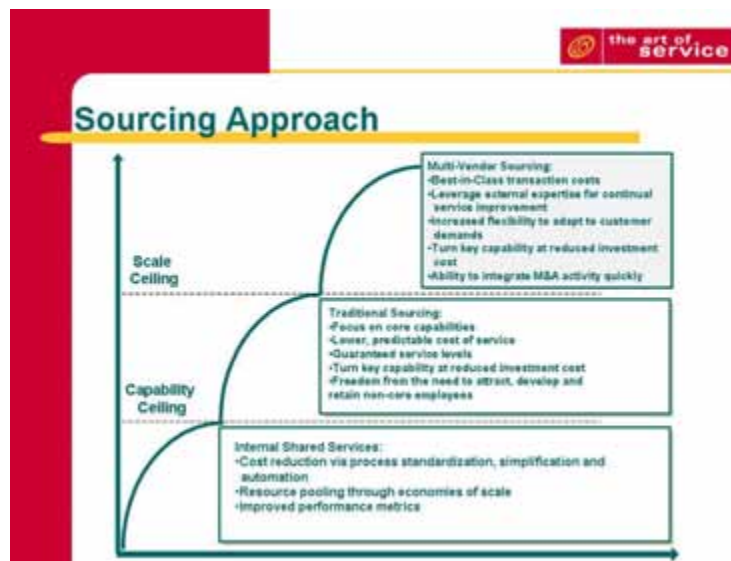 the art of
service
Sourcing Approach
Multi-Vendor Sourcing:
•Best-in-Class transaction costs
•Leverage external expertise for continual
service improvement
•Increased flexibility to adapt to customer
demands
•Turn key capability at reduced investment
cost
•Ability to integrate M&A activity quickly
Scale
Ceiling
Traditional Sourcing:
•Focus on core capabilities
•Lower, predictable cost of service
•Guaranteed service levels
•Turn key capability at reduced investment cost
•Freedom from the need to attract, develop and
retain non-core employees
Capability
Ceiling
Internal Shared Services:
•Cost reduction via process standardization, simplification and
automation
•Resource pooling through economies of scale
•Improved performance metrics